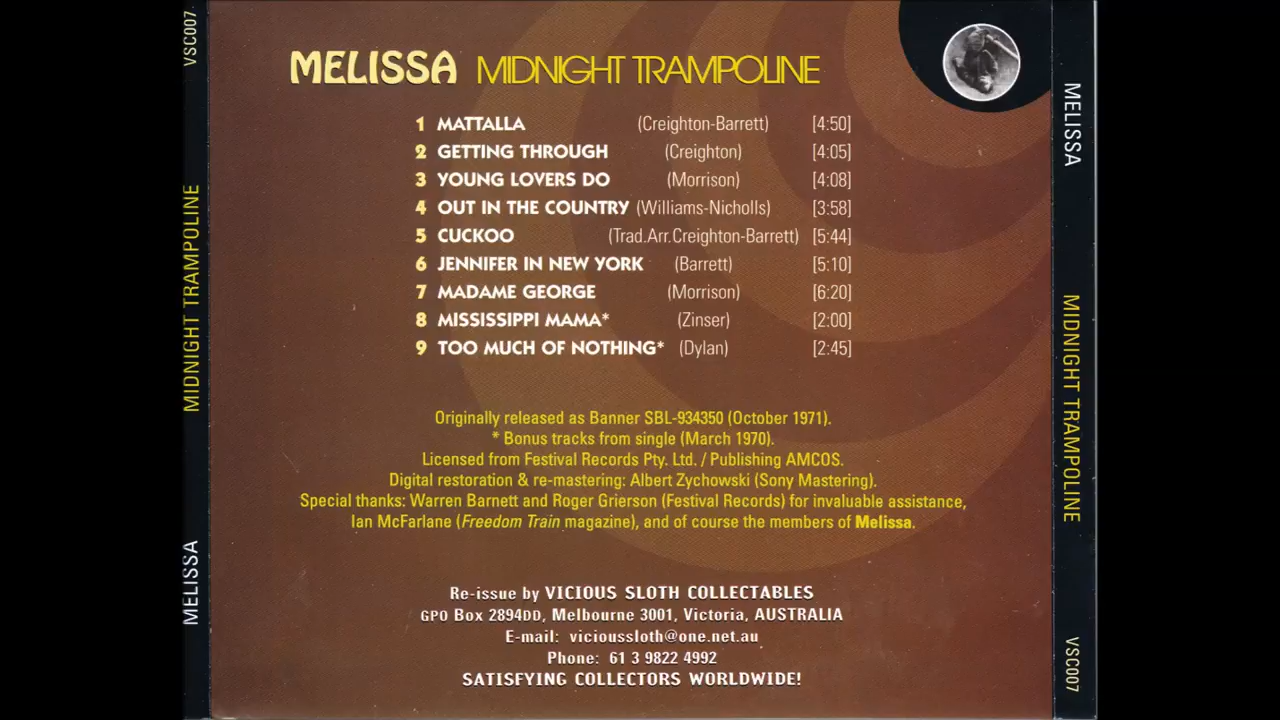 VSC007
MIDNIGHT TRAMPOLINE
MELISSA
MELISSA MIDNIGHT TRAMPOLINE
1 MATTALLA (Creighton-Barrett) [4:50]
2 GETTING THROUGH (Creighton) [4:05]
3 YOUNG LOVERS DO (Morrison) [4:08]
4 OUT IN THE COUNTRY (Williams-Nicholls) [3:58]
5 CUCKOO (Trad.Arr.Creighton-Barrett) [5:44]
6 JENNIFER IN NEW YORK (Barrett) [5:10]
7 MADAME GEORGE (Morrison) [6:20]
8 MISSISSIPPI MAMA* (Zinser) [2:00]
9 TOO MUCH OF NOTHING* (Dylan) [2:45]
Originally released as Banner SBL-934350 (October 1971).
* Bonus tracks from single (March 1970).
Licensed from Festival Records Pty. Ltd. / Publishing AMCOS.
Digital restoration & re-mastering: Albert Zychowski (Sony Mastering).
Special thanks: Warren Barnett and Roger Grierson (Festival Records) for invaluable assistance,
Ian McFarlane (Freedom Train magazine), and of course the members of Melissa.
Re-issue by VICIOUS SLOTH COLLECTABLES
GPO Box 2894DD, Melbourne 3001, Victoria, AUSTRALIA
E-mail: vicioussloth@one.net.au
Phone: 61 3 9822 4992
SATISFYING COLLECTORS WORLDWIDE!
MELISSA
MIDNIGHT TRAMPOLINE
VSC007